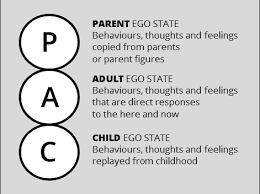 P
PARENT EGO STATE
Behaviours, thoughts and feelings
copied from parents
or parent figures
A
ADULT EGO STATE
Behaviours, thoughts and feelings
that are direct responses
to the here and now
C
CHILD EGO STATE
Behaviours, thoughts and feelings
replayed from childhood